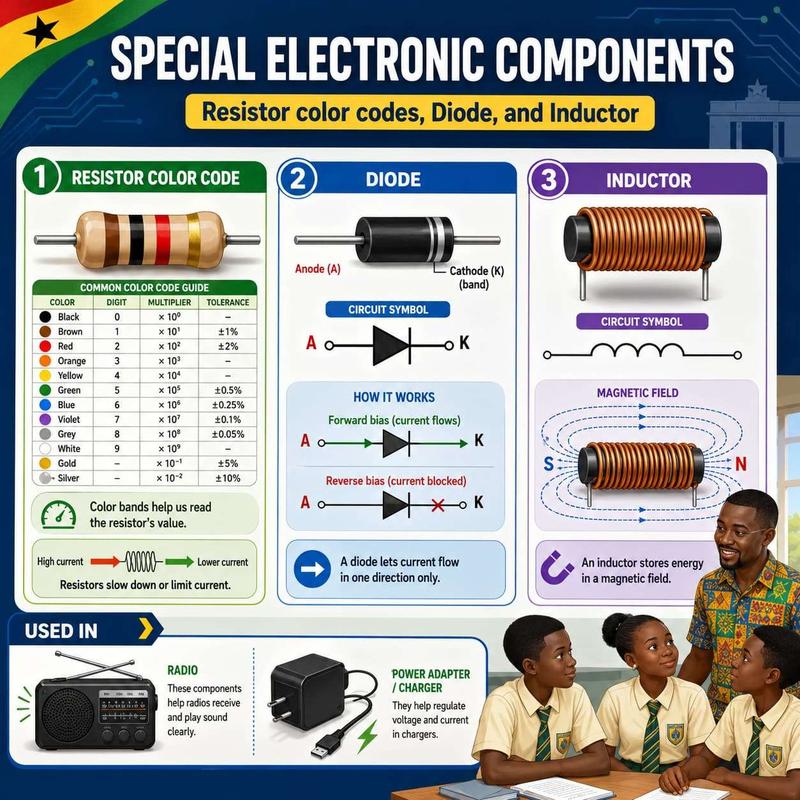 SPECIAL ELECTRONIC COMPONENTS
Resistor color codes, Diode, and Inductor
1 RESISTOR COLOR CODE
COMMON COLOR CODE GUIDE
COLOR DIGIT MULTIPLIER TOLERANCE
Black 0 × 10⁰ –
Brown 1 × 10¹ ±1%
Red 2 × 10² ±2%
Orange 3 × 10³ –
Yellow 4 × 10⁴ –
Green 5 × 10⁵ ±0.5%
Blue 6 × 10⁶ ±0.25%
Violet 7 × 10⁷ ±0.1%
Grey 8 × 10⁸ ±0.05%
White 9 × 10⁹ –
Gold – × 10⁻¹ ±5%
Silver – × 10⁻² ±10%
Color bands help us read
the resistor's value.
High current Lower current
Resistors slow down or limit current.
2 DIODE
Anode (A)
Cathode (K)
(band)
CIRCUIT SYMBOL
A K
HOW IT WORKS
Forward bias (current flows)
A K
Reverse bias (current blocked)
A K
A diode lets current flow
in one direction only.
3 INDUCTOR
CIRCUIT SYMBOL
MAGNETIC FIELD
S N
An inductor stores energy
in a magnetic field.
USED IN
RADIO
These components
help radios receive
and play sound
clearly.
POWER ADAPTER
/ CHARGER
They help regulate
voltage and current
in chargers.